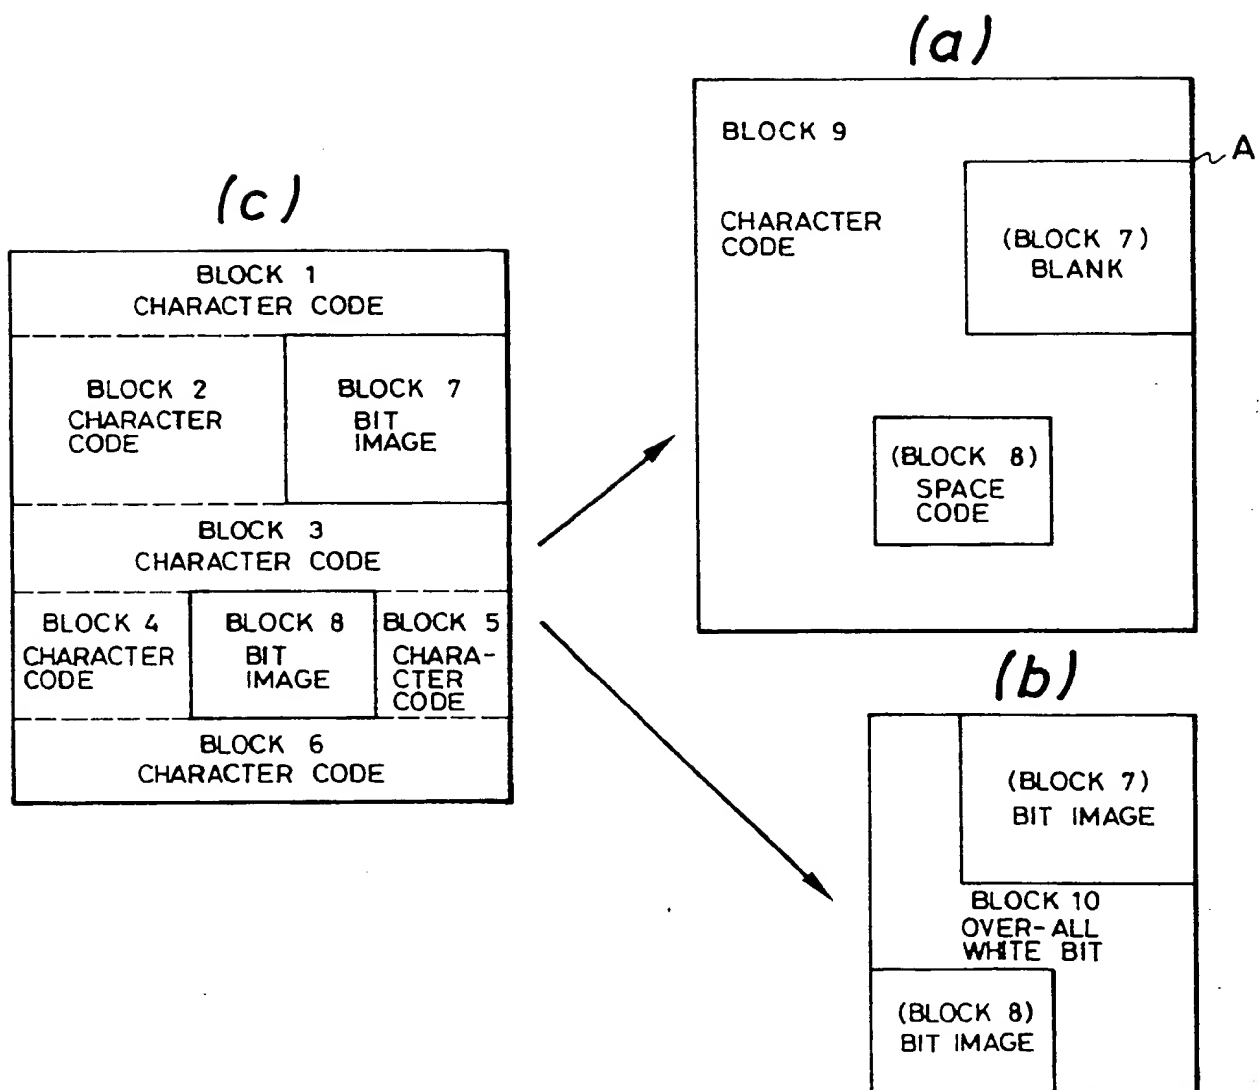 (a)
BLOCK 9
A
CHARACTER
CODE
(BLOCK 7)
BLANK
(BLOCK 8)
SPACE
CODE
(c)
BLOCK 1
CHARACTER CODE
BLOCK 2
CHARACTER
CODE
BLOCK 7
BIT
IMAGE
BLOCK 3
CHARACTER CODE
BLOCK 4
CHARACTER
CODE
BLOCK 8
BIT
IMAGE
BLOCK 5
CHARA-
CTER
CODE
BLOCK 6
CHARACTER CODE
(b)
(BLOCK 7)
BIT IMAGE
BLOCK 10
OVER-ALL
WHITE BIT
(BLOCK 8)
BIT IMAGE